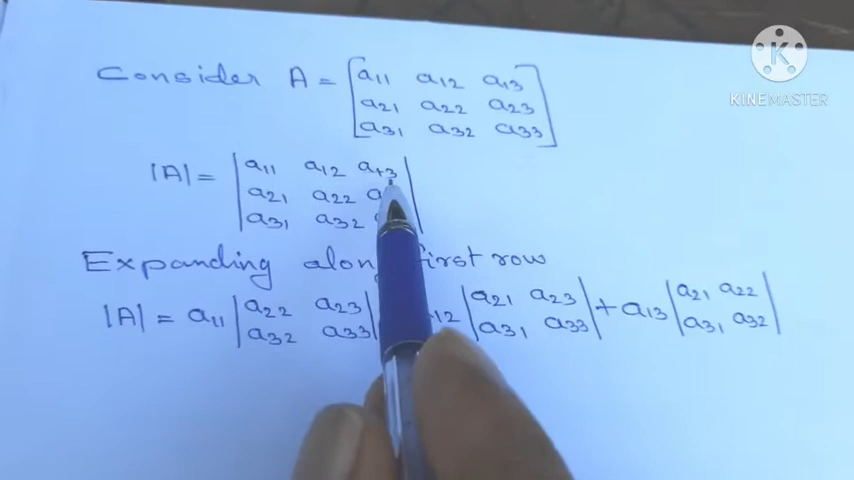 KINEMASTER
Consider A = [a11 a12 a13
a21 a22 a23
a31 a32 a33]
|A| = |a11 a12 a13
a21 a22
a31 a32|
Expanding along first row
|A| = a11 |a22 a23| |a21 a23| + a13 |a21 a22|
|a32 a33| |a31 a33| |a31 a32|